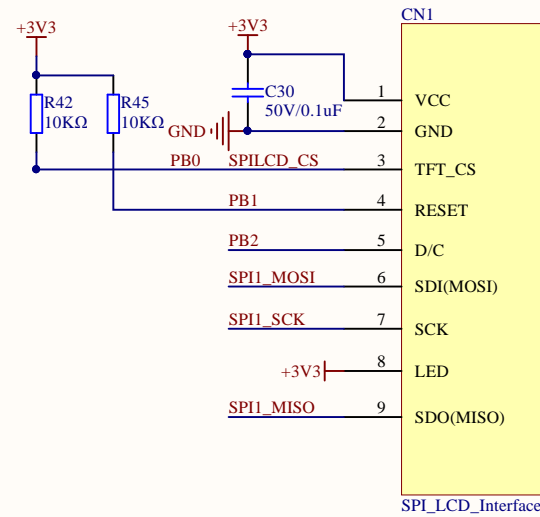 CN1
+3V3
+3V3
R42
10KΩ
R45
10KΩ
C30
50V/0.1uF
1
VCC
GND
2
GND
PB0
SPILCD_CS
3
TFT_CS
PB1
4
RESET
PB2
5
D/C
SPI1_MOSI
6
SDI(MOSI)
SPI1_SCK
7
SCK
+3V3
8
LED
SPI1_MISO
9
SDO(MISO)
SPI_LCD_Interface